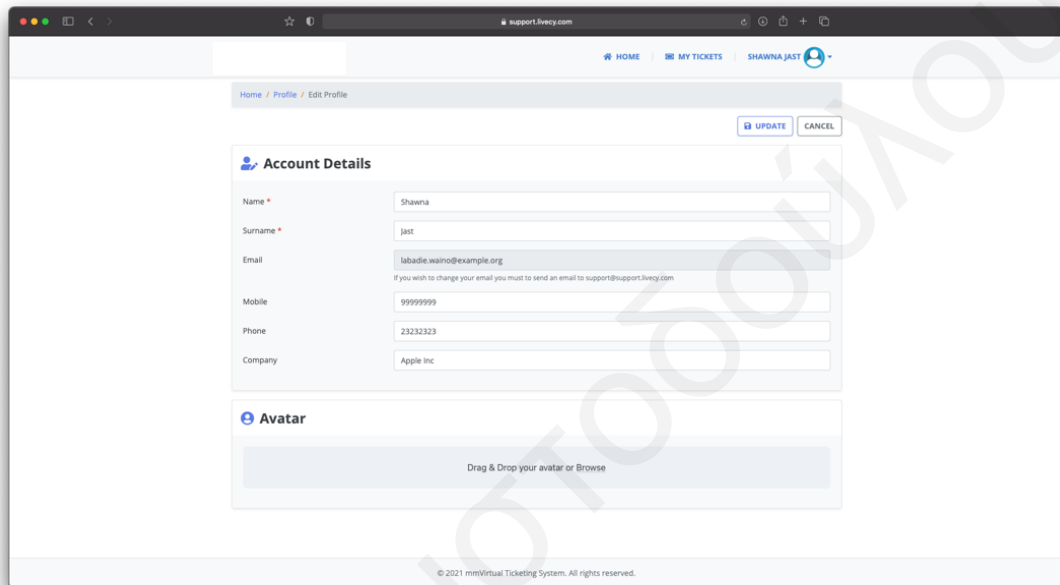 support.livecy.com
HOME MY TICKETS SHAWNA JAST
Home / Profile / Edit Profile
UPDATE CANCEL
Account Details
Name * Shawna
Surname * Jast
Email labadie.waino@example.org
If you wish to change your email you must to send an email to support@support.livecy.com
Mobile 99999999
Phone 23232323
Company Apple Inc
Avatar
Drag & Drop your avatar or Browse
© 2021 mmVirtual Ticketing System. All rights reserved.